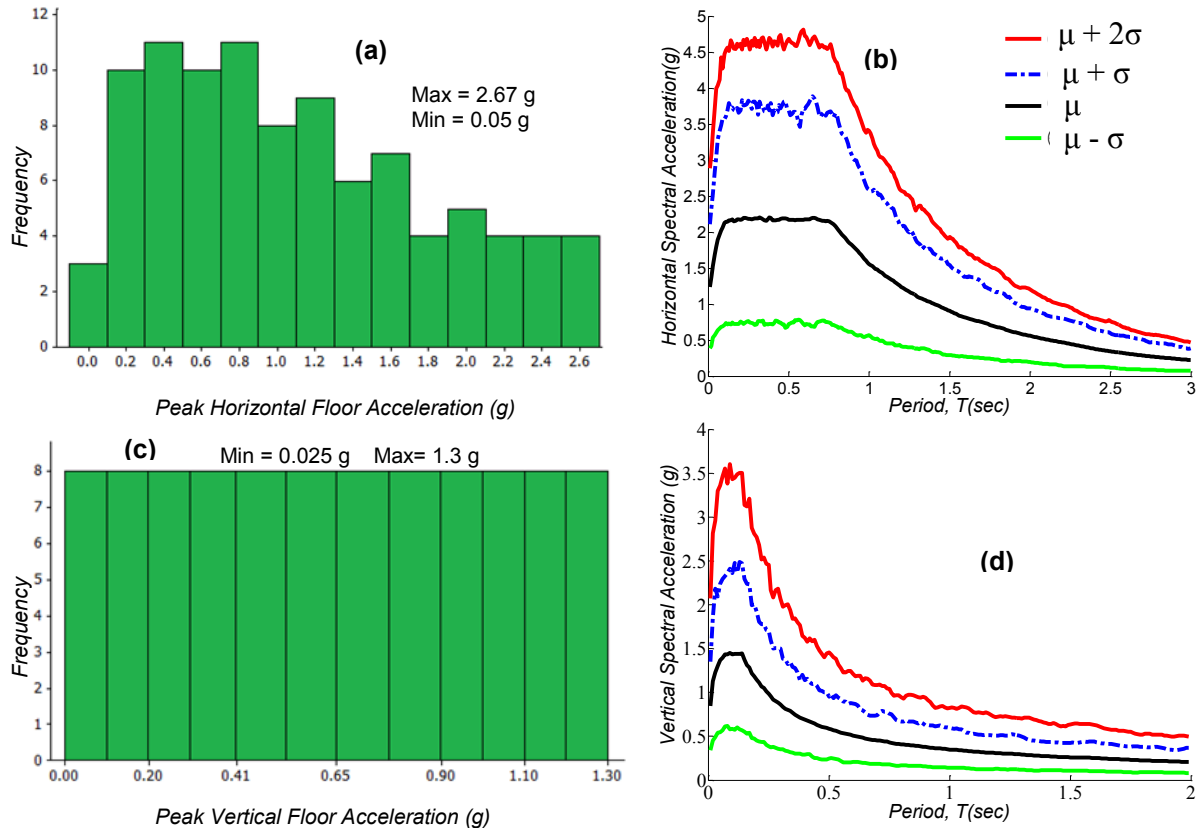 12
10
8
6
4
2
0
Frequency
(a)
Max = 2.67 g
Min = 0.05 g
0.0 0.2 0.4 0.6 0.8 1.0 1.2 1.4 1.6 1.8 2.0 2.2 2.4 2.6
Peak Horizontal Floor Acceleration (g)
5
4.5
4
3.5
3
2.5
2
1.5
1
0.5
0
Horizontal Spectral Acceleration(g)
(b)
μ + 2σ
μ + σ
μ
μ - σ
0 0.5 1 1.5 2 2.5 3
Period, T(sec)
8
7
6
5
4
3
2
1
0
Frequency
(c)
Min = 0.025 g Max= 1.3 g
0.00 0.20 0.41 0.65 0.90 1.10 1.30
Peak Vertical Floor Acceleration (g)
4
3.5
3
2.5
2
1.5
1
0.5
0
Vertical Spectral Acceleration (g)
(d)
0 0.5 1 1.5 2
Period, T(sec)